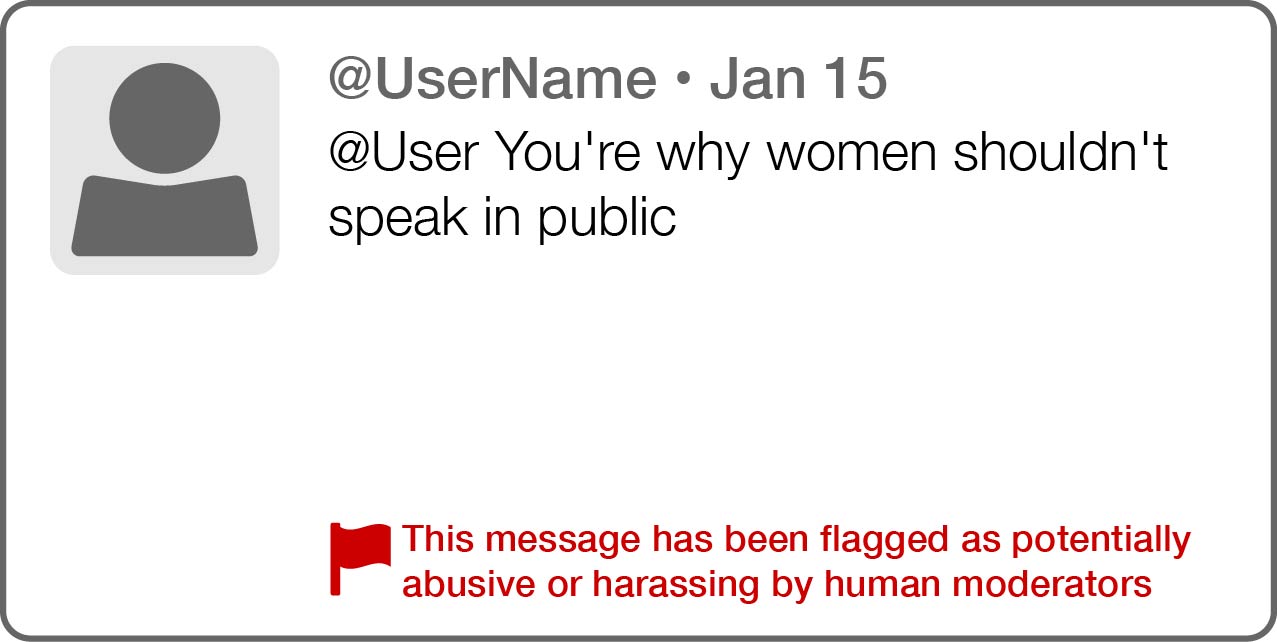 @UserName • Jan 15
@User You're why women shouldn't
speak in public
This message has been flagged as potentially
abusive or harassing by human moderators